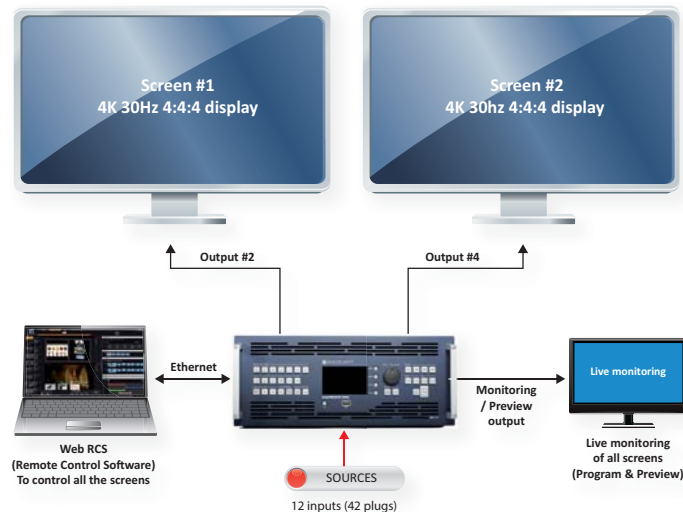 Screen #1
4K 30Hz 4:4:4 display
Screen #2
4K 30hz 4:4:4 display
Output #2
Output #4
Ethernet
Monitoring
/ Preview
output
Live monitoring
Web RCS
(Remote Control Software)
To control all the screens
Live monitoring
of all screens
(Program & Preview)
SOURCES
12 inputs (42 plugs)